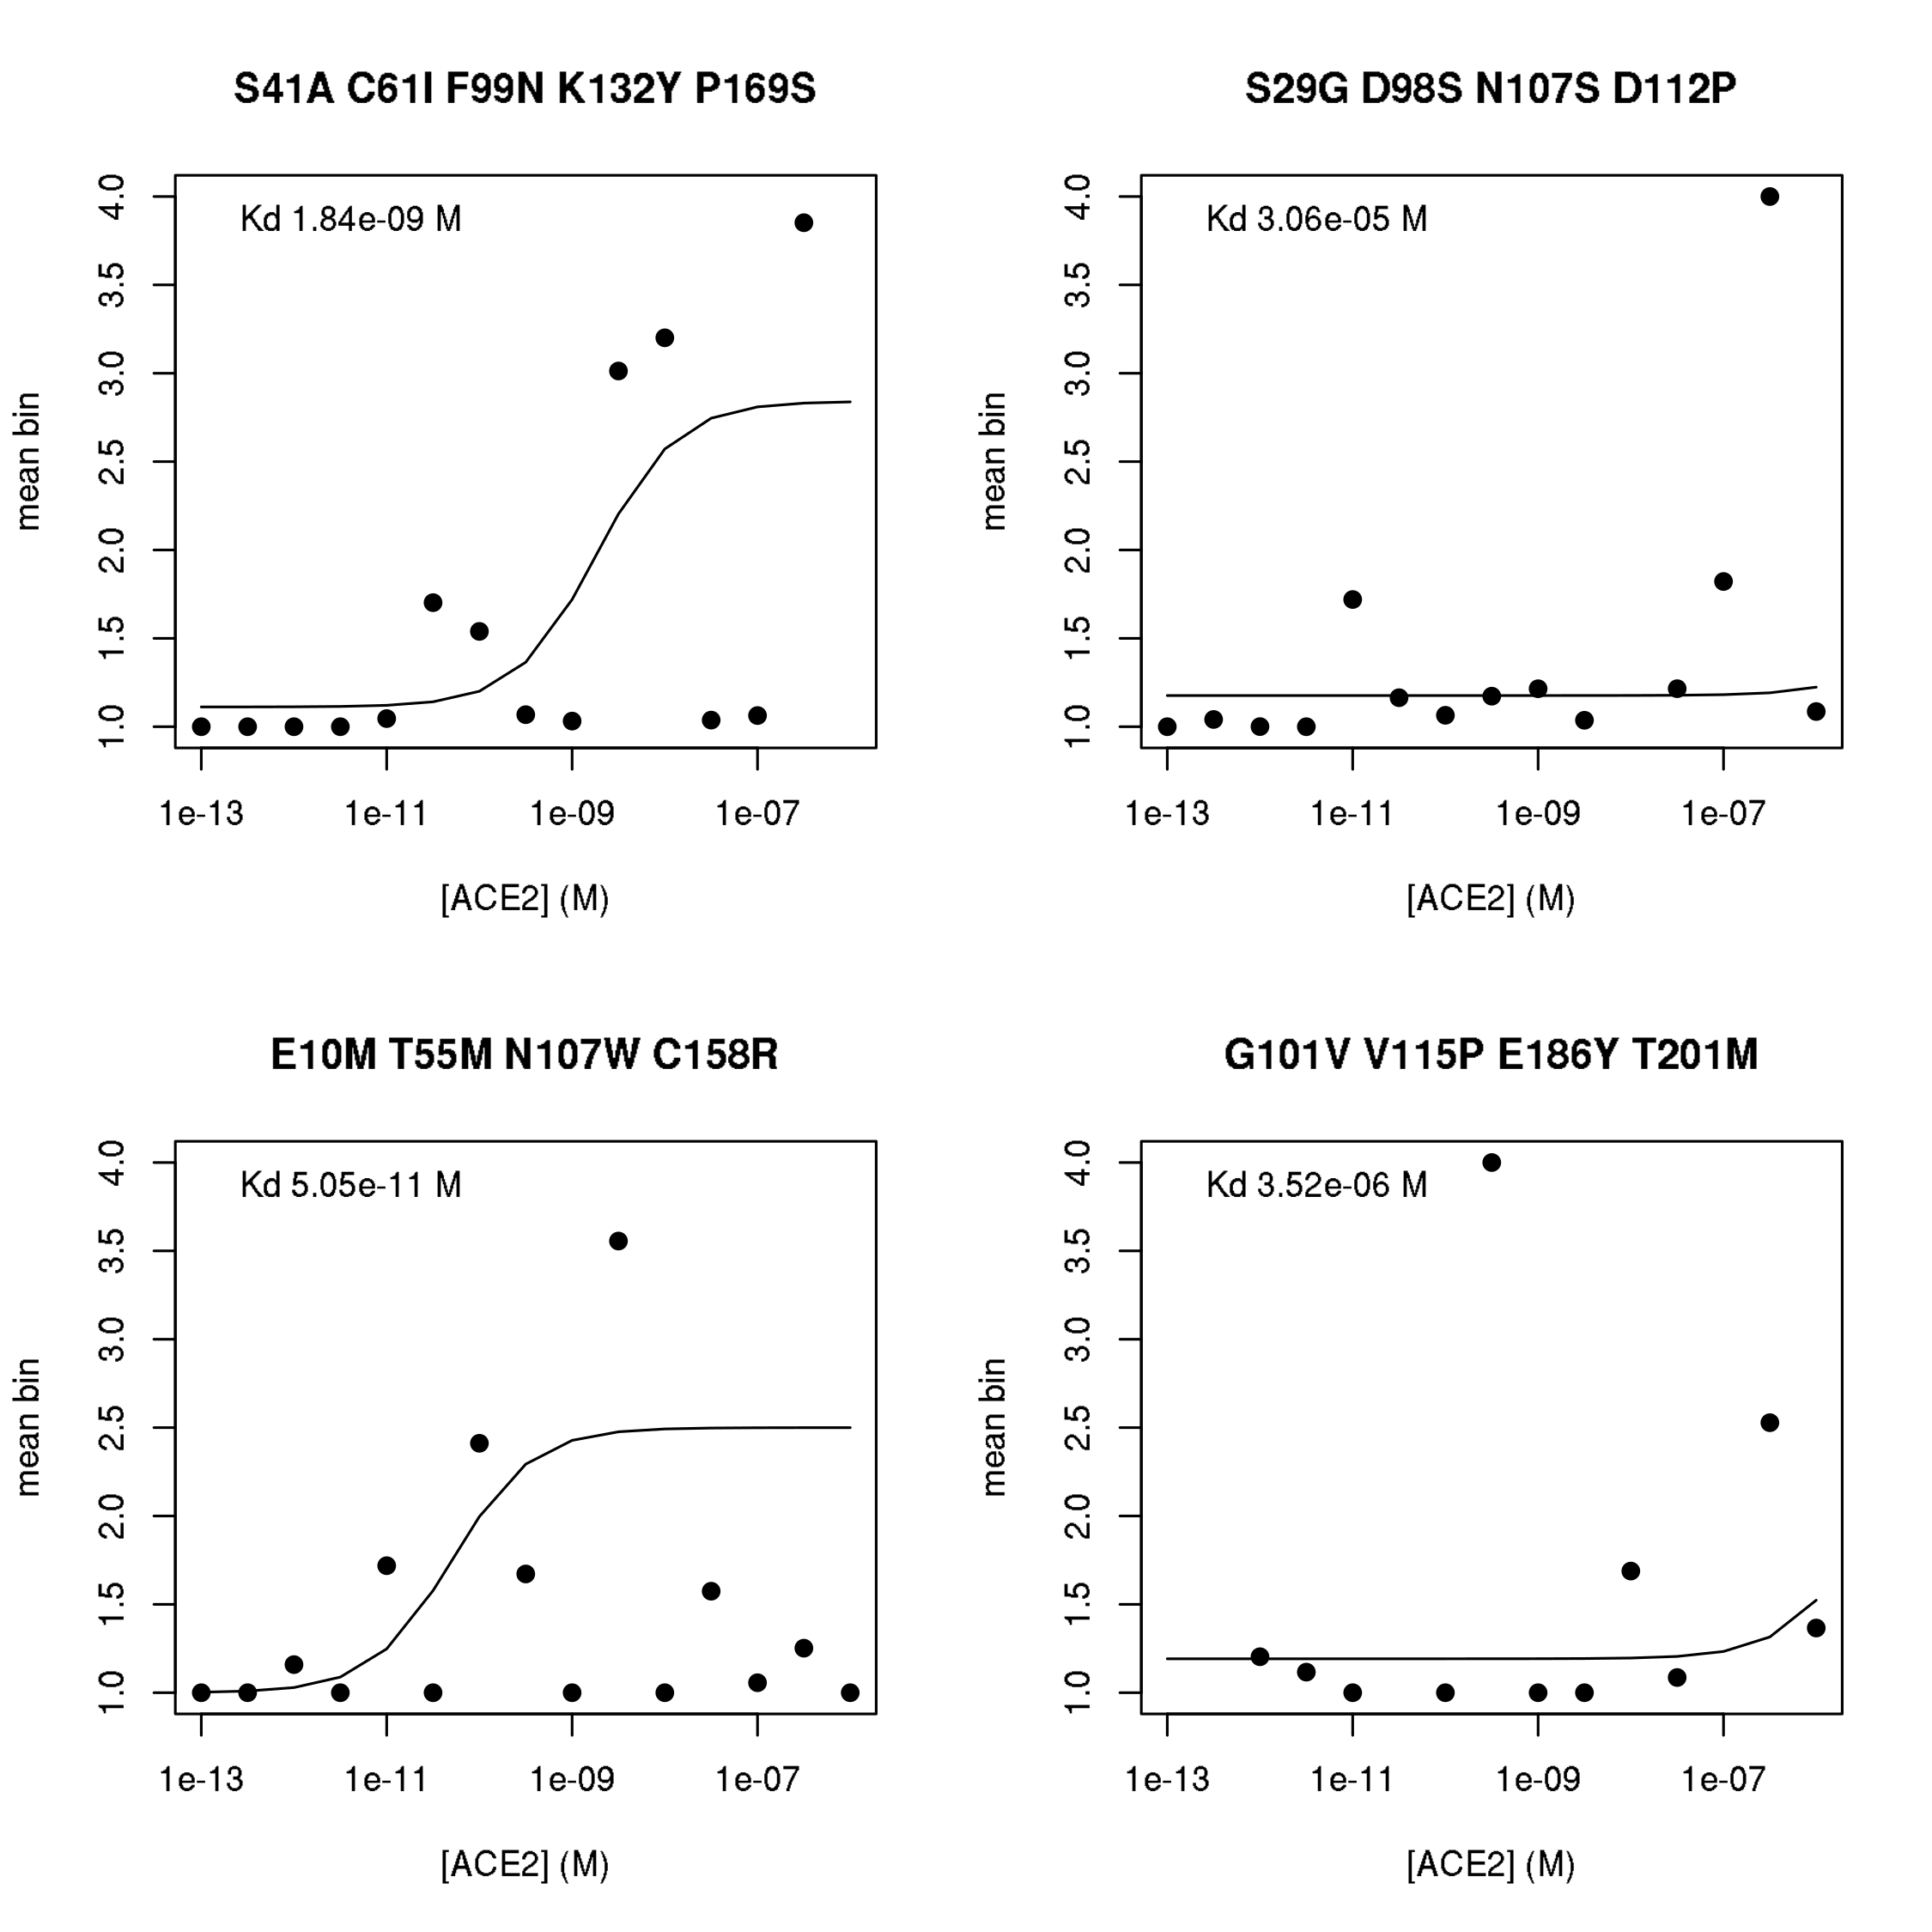 S41A C61I F99N K132Y P169S
Kd 1.84e-09 M
mean bin
1.0 1.5 2.0 2.5 3.0 3.5 4.0
1e-13 1e-11 1e-09 1e-07
[ACE2] (M)
S29G D98S N107S D112P
Kd 3.06e-05 M
mean bin
1.0 1.5 2.0 2.5 3.0 3.5 4.0
1e-13 1e-11 1e-09 1e-07
[ACE2] (M)
E10M T55M N107W C158R
Kd 5.05e-11 M
mean bin
1.0 1.5 2.0 2.5 3.0 3.5 4.0
1e-13 1e-11 1e-09 1e-07
[ACE2] (M)
G101V V115P E186Y T201M
Kd 3.52e-06 M
mean bin
1.0 1.5 2.0 2.5 3.0 3.5 4.0
1e-13 1e-11 1e-09 1e-07
[ACE2] (M)